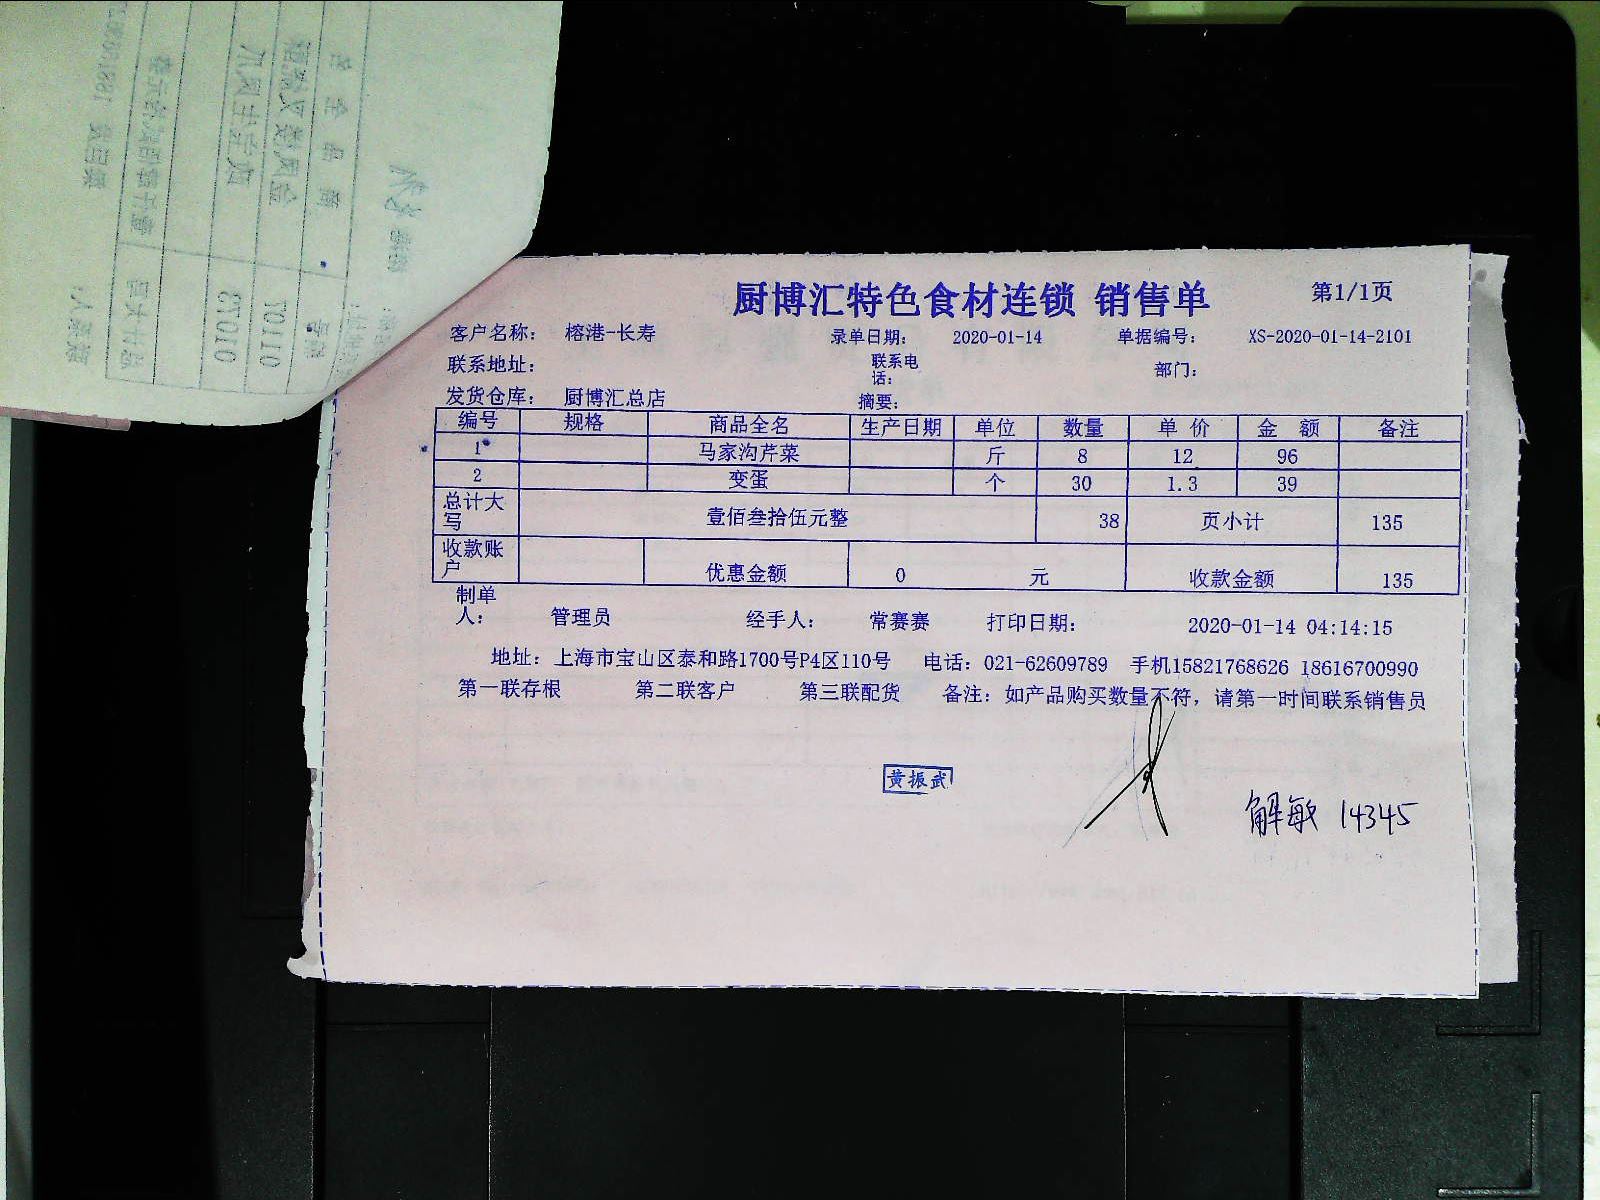 厨博汇特色食材连锁 销售单 第1/1页
客户名称： 榕港-长寿 录单日期： 2020-01-14 单据编号： XS-2020-01-14-2101
联系地址： 联系电话： 部门：
发货仓库： 厨博汇总店 摘要：
编号 规格 商品全名 生产日期 单位 数量 单 价 金 额 备注
1 马家沟芹菜 斤 8 12 96
2 变蛋 个 30 1.3 39
总计大写 壹佰叁拾伍元整 38 页小计 135
收款账户 优惠金额 0 元 收款金额 135
制单人： 管理员 经手人： 常赛赛 打印日期： 2020-01-14 04:14:15
地址：上海市宝山区泰和路1700号P4区110号 电话：021-62609789 手机15821768626 18616700990
第一联存根 第二联客户 第三联配货 备注：如产品购买数量不符，请第一时间联系销售员
黄振武
解敏 14345
01073
01107